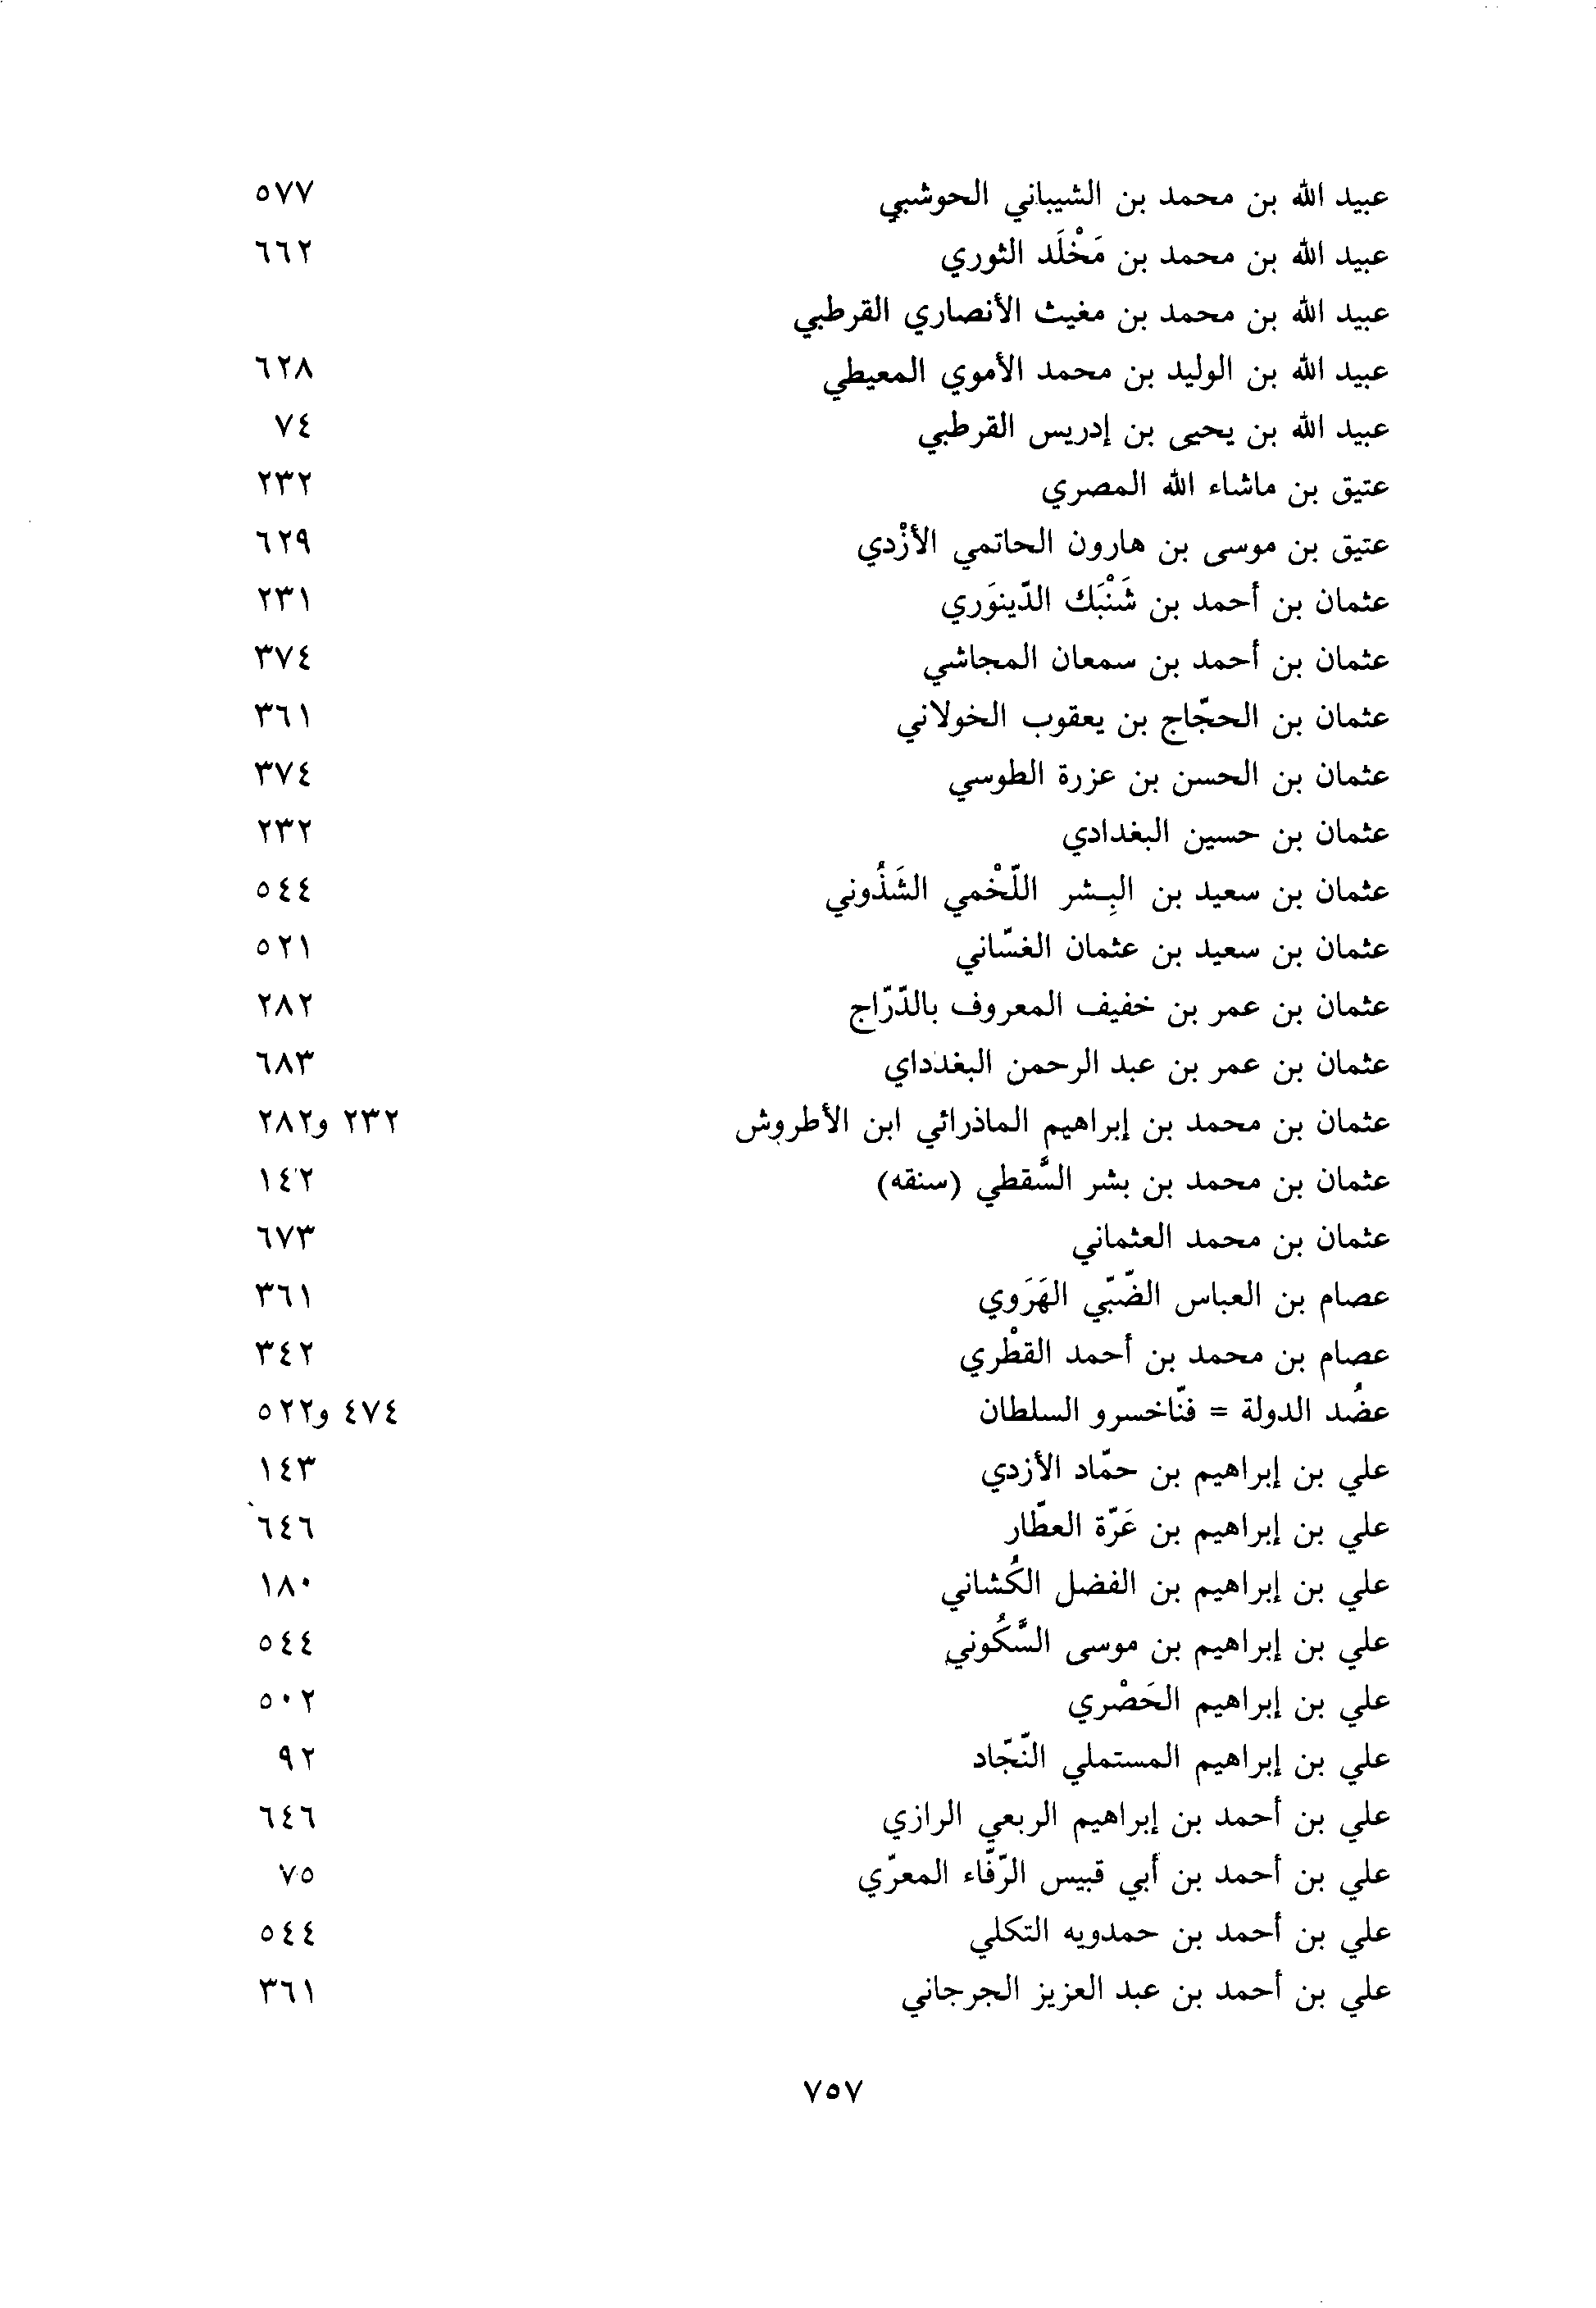 عبيد الله بن محمد بن الشيباني الحوشبي ٥٧٧
عبيد الله بن محمد بن مَخْلَد الثوري ٦٦٢
عبيد الله بن محمد بن مغيث الأنصاري القرطبي
عبيد الله بن الوليد بن محمد الأموي المعيطي ٦٢٨
عبيد الله بن يحيى بن إدريس القرطبي ٧٤
عتيق بن ماشاء الله المصري ٢٣٢
عتيق بن موسى بن هارون الحاتمي الأزْدي ٦٢٩
عثمان بن أحمد بن شَنْبَك الدّينوَري ٢٣١
عثمان بن أحمد بن سمعان المجاشي ٣٧٤
عثمان بن الحجّاج بن يعقوب الخولاني ٣٦١
عثمان بن الحسن بن عزرة الطوسي ٣٧٤
عثمان بن حسين البغدادي ٢٣٢
عثمان بن سعيد بن البِشر اللّخْمي الشَذُوني ٥٤٤
عثمان بن سعيد بن عثمان الغسّاني ٥٢١
عثمان بن عمر بن خفيف المعروف بالدّرّاج ٢٨٢
عثمان بن عمر بن عبد الرحمن البغدداي ٦٨٣
عثمان بن محمد بن إبراهيم الماذرائي ابن الأطروش ٢٣٢ و٢٨٢
عثمان بن محمد بن بشر السَّقطي (سنقه) ١٤٢
عثمان بن محمد العثماني ٦٧٣
عصام بن العباس الضّبّي الهَرَوي ٣٦١
عصام بن محمد بن أحمد القطْري ٣٤٢
عضُد الدولة = فنّاخسرو السلطان ٤٧٤ و٥٢٢
علي بن إبراهيم بن حمّاد الأزدي ١٤٣
علي بن إبراهيم بن عَرّة العطّار ٦٤٦
علي بن إبراهيم بن الفضل الكُشاني ١٨٠
علي بن إبراهيم بن موسى السَّكُوني ٥٤٤
علي بن إبراهيم الحَصْري ٥٠٢
علي بن إبراهيم المستملي النّجّاد ٩٢
علي بن أحمد بن إبراهيم الربعي الرازي ٦٤٦
علي بن أحمد بن أبي قبيس الرّفّاء المعرّي ٧٥
علي بن أحمد بن حمدويه التكلي ٥٤٤
علي بن أحمد بن عبد العزيز الجرجاني ٣٦١
٧٥٧